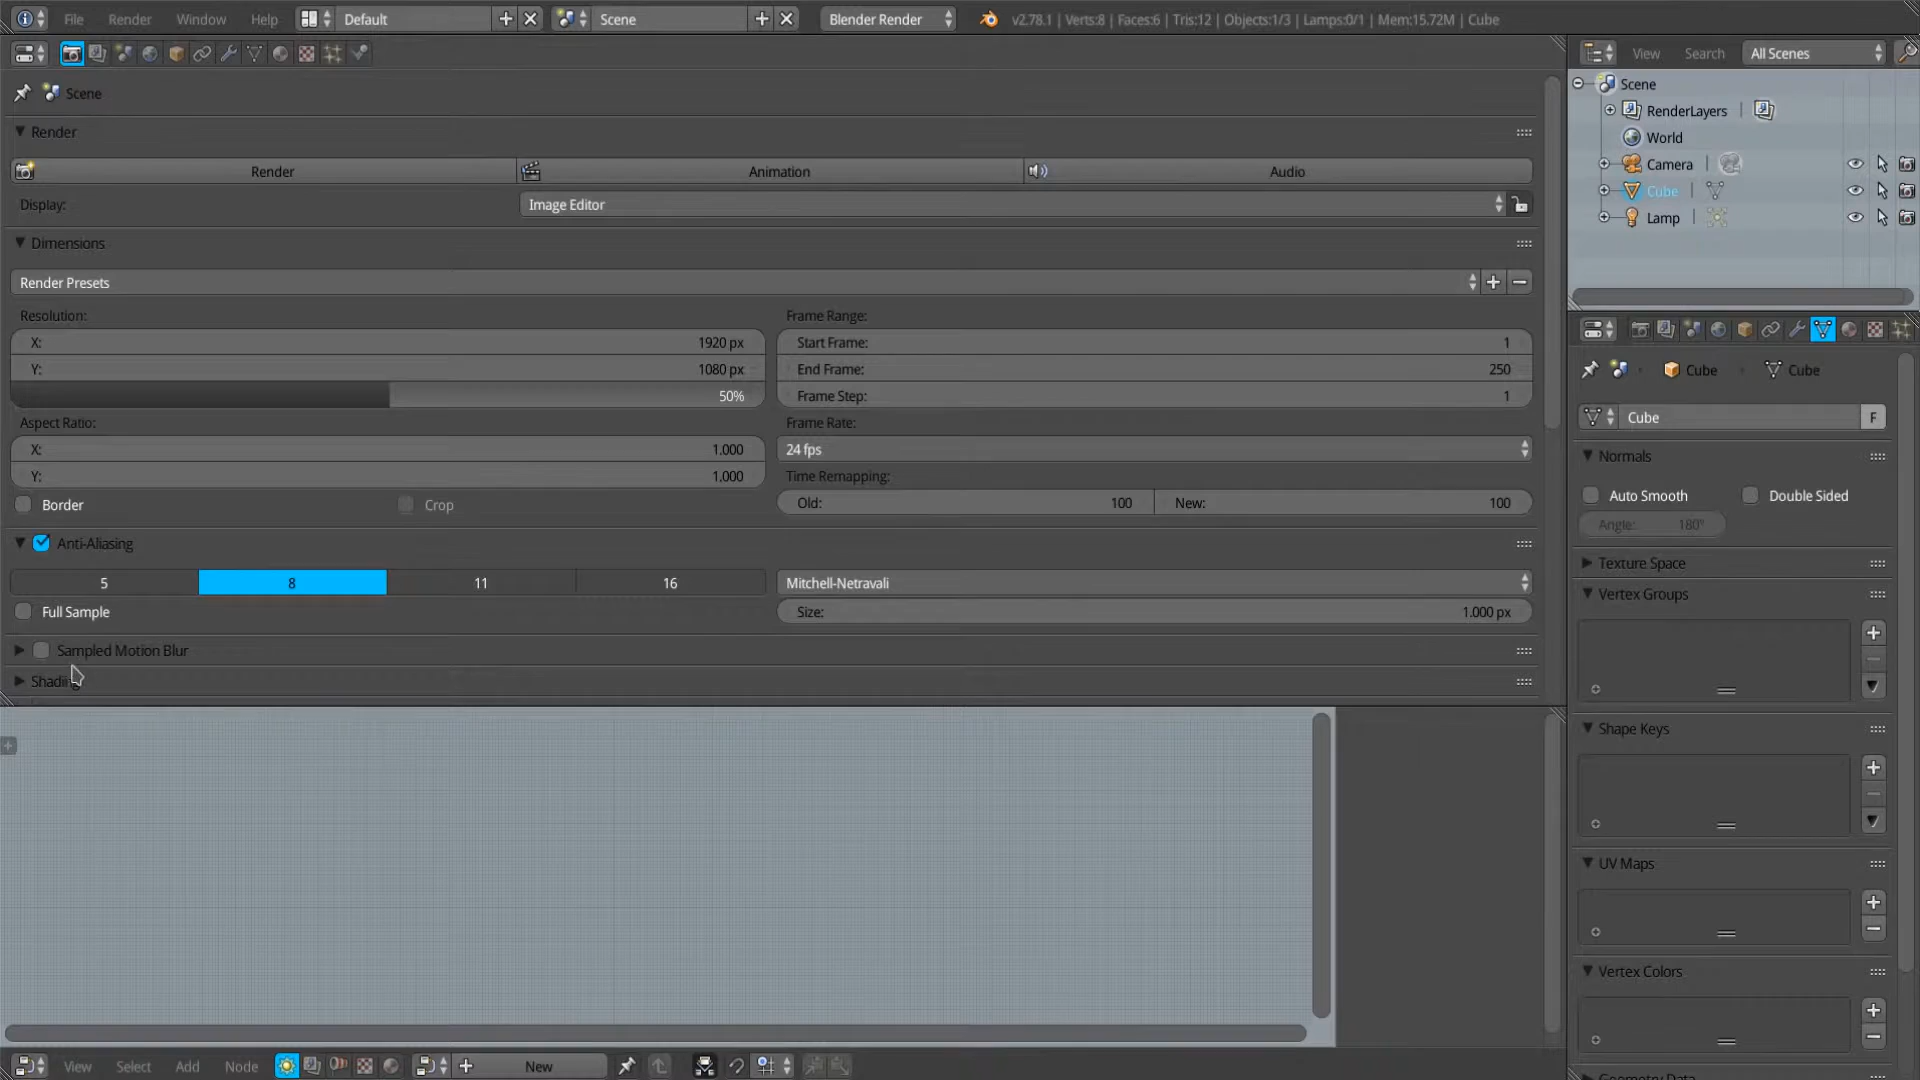 File Render Window Help Default Scene Blender Render v2.78.1 | Verts:8 | Faces:6 | Tris:12 | Objects:1/3 | Lamps:0/1 | Mem:15.72M | Cube
Scene
Render
Render Animation Audio
Display: Image Editor
Dimensions
Render Presets
Resolution: Frame Range:
X: 1920 px Start Frame: 1
Y: 1080 px End Frame: 250
50% Frame Step: 1
Aspect Ratio: Frame Rate:
X: 1.000 24 fps
Y: 1.000 Time Remapping:
Border Crop Old: 100 New: 100
Anti-Aliasing
5 8 11 16 Mitchell-Netravali
Full Sample Size: 1.000 px
Sampled Motion Blur
Shading
View Select Add Node New
View Search All Scenes
Scene
RenderLayers
World
Camera
Cube
Lamp
Cube Cube
Cube F
Normals
Auto Smooth Double Sided
Angle: 180°
Texture Space
Vertex Groups
Shape Keys
UV Maps
Vertex Colors
Geometry Data